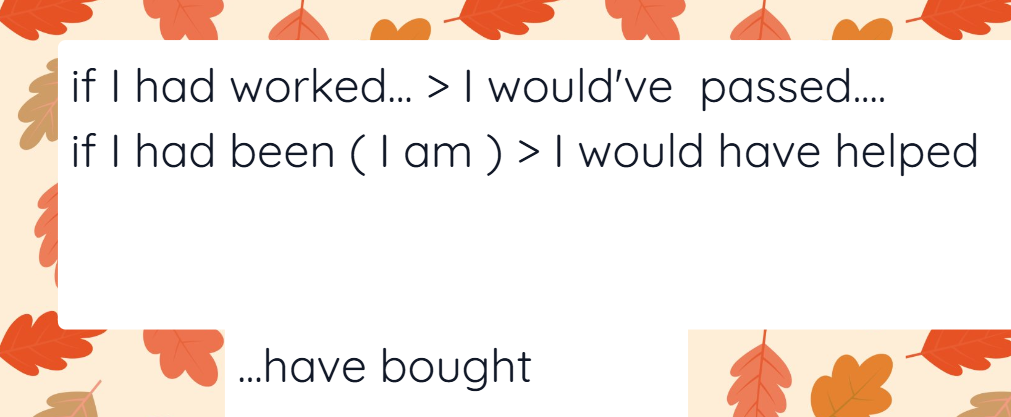 if I had worked... > I would've  passed....
if I had been ( I am ) > I would have helped
...have bought